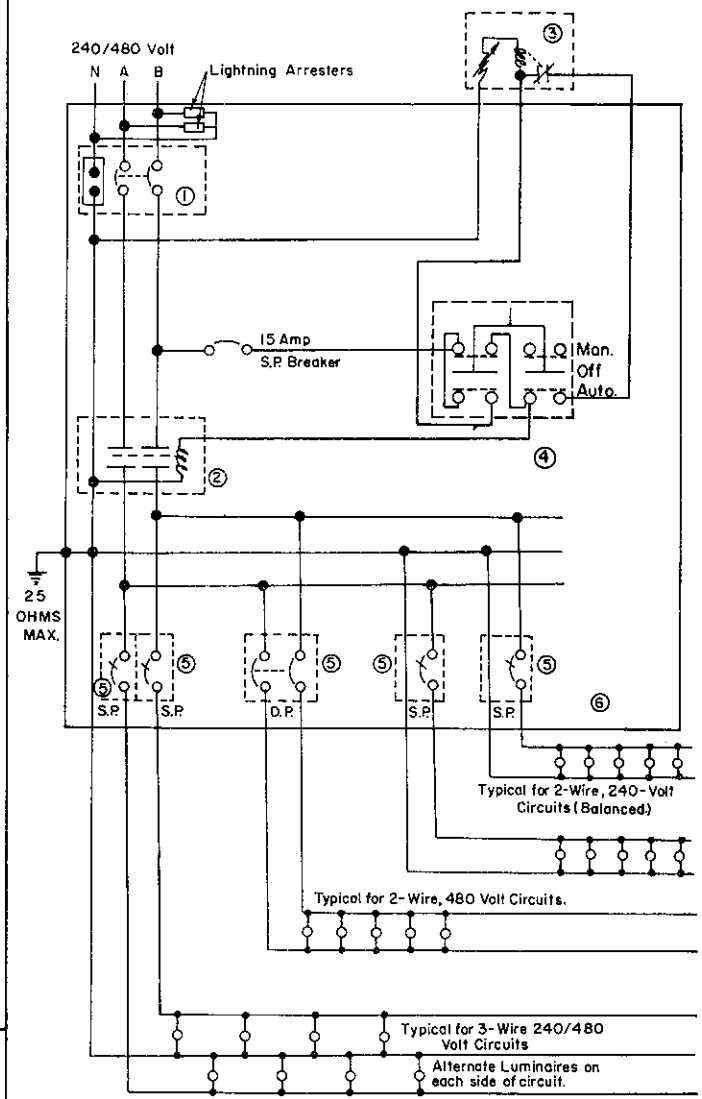 240/480 Volt
N A B
Lightning Arresters
③
①
15 Amp
S.P. Breaker
Man.
Off
Auto.
④
②
25
OHMS
MAX.
⑤ ⑤ ⑤ ⑤ ⑤
S.P. S.P. D.P. S.P. S.P.
⑥
Typical for 2-Wire, 240-Volt
Circuits (Balanced.)
Typical for 2-Wire, 480 Volt Circuits.
Typical for 3-Wire 240/480
Volt Circuits
Alternate Luminaires on
each side of circuit.